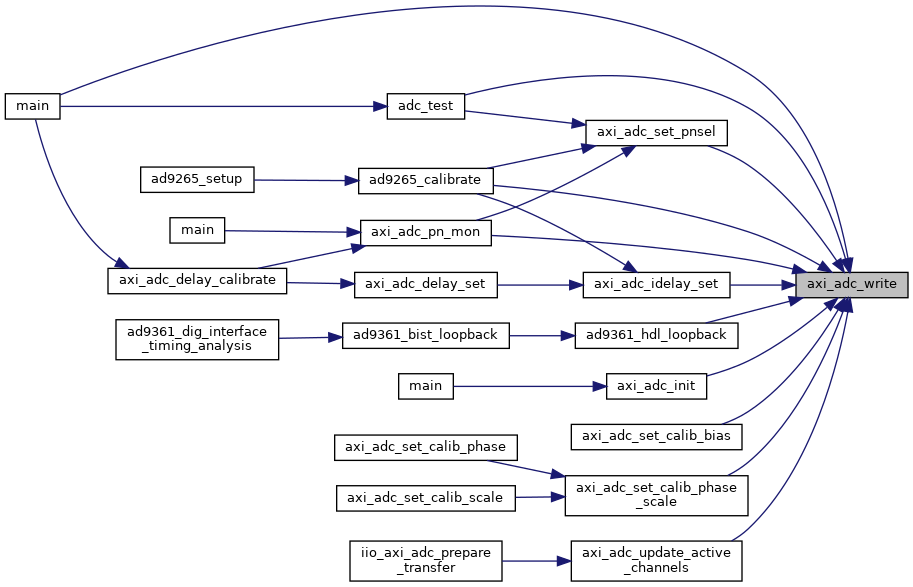 main
adc_test
axi_adc_set_pnsel
ad9265_setup
ad9265_calibrate
main
axi_adc_pn_mon
axi_adc_delay_calibrate
axi_adc_delay_set
axi_adc_idelay_set
axi_adc_write
ad9361_dig_interface
_timing_analysis
ad9361_bist_loopback
ad9361_hdl_loopback
main
axi_adc_init
axi_adc_set_calib_bias
axi_adc_set_calib_phase
axi_adc_set_calib_scale
axi_adc_set_calib_phase
_scale
iio_axi_adc_prepare
_transfer
axi_adc_update_active
_channels